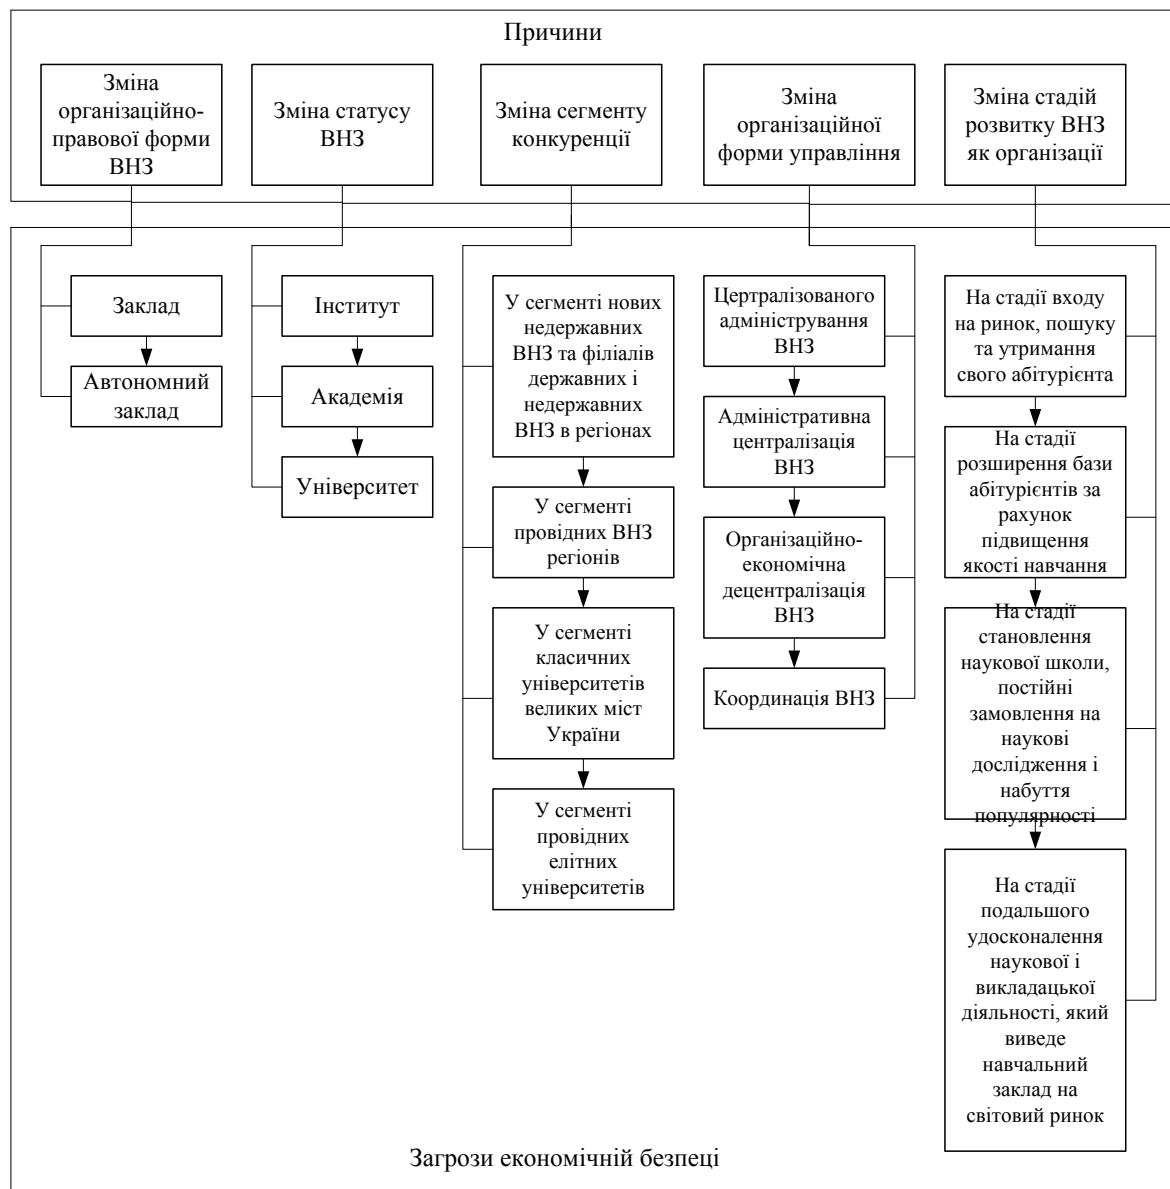 Причини
Зміна
організаційно-
правової форми
ВНЗ
Зміна статусу
ВНЗ
Зміна сегменту
конкуренції
Зміна
організаційної
форми управління
Зміна стадій
розвитку ВНЗ
як організації
Заклад
Автономний
заклад
Інститут
Академія
Університет
У сегменті нових
недержавних
ВНЗ та філіалів
державних і
недержавних
ВНЗ в регіонах
У сегменті
провідних ВНЗ
регіонів
У сегменті
класичних
університетів
великих міст
України
У сегменті
провідних
елітних
університетів
Цертралізованого
адміністрування
ВНЗ
Адміністративна
централізація
ВНЗ
Організаційно-
економічна
децентралізація
ВНЗ
Координація ВНЗ
На стадії входу
на ринок, пошуку
та утримання
свого абітурієнта
На стадії
розширення бази
абітурієнтів за
рахунок
підвищення
якості навчання
На стадії
становлення
наукової школи,
постійні
замовлення на
наукові
дослідження і
набуття
популярності
На стадії
подальшого
удосконалення
наукової і
викладацької
діяльності, який
виведе
навчальний
заклад на
світовий ринок
Загрози економічній безпеці